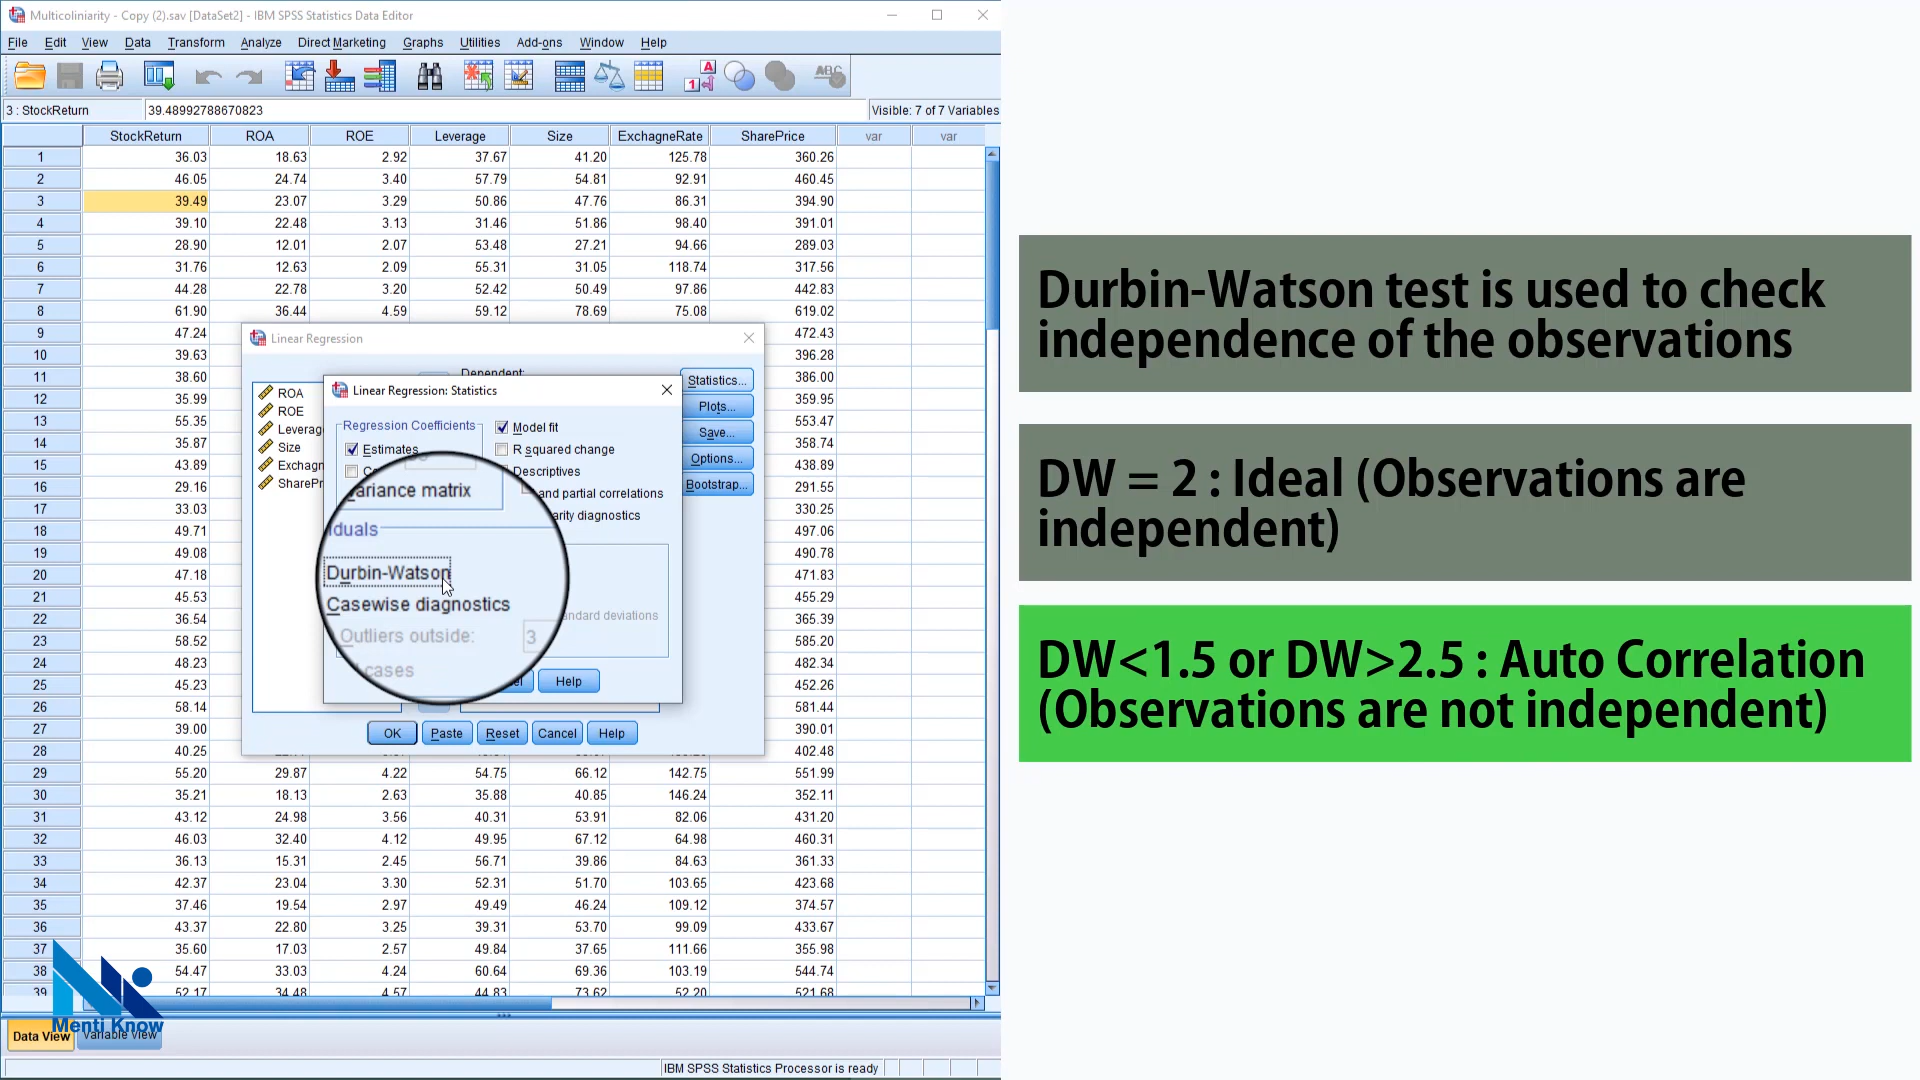 Multicoliniarity - Copy (2).sav [DataSet2] - IBM SPSS Statistics Data Editor
File Edit View Data Transform Analyze Direct Marketing Graphs Utilities Add-ons Window Help
3 : StockReturn 39.48992788670823 Visible: 7 of 7 Variables
StockReturn ROA ROE Leverage Size ExchagneRate SharePrice var var
1 36.03 18.63 2.92 37.67 41.20 125.78 360.26
2 46.05 24.74 3.40 57.79 54.81 92.91 460.45
3 39.49 23.07 3.29 50.86 47.76 86.31 394.90
4 39.10 22.48 3.13 31.46 51.86 98.40 391.01
5 28.90 12.01 2.07 53.48 27.21 94.66 289.03
6 31.76 12.63 2.09 55.31 31.05 118.74 317.56
7 44.28 22.78 3.20 52.42 50.49 97.86 442.83
8 61.90 36.44 4.59 59.12 78.69 75.08 619.02
9 47.24 472.43
10 39.63 396.28
11 38.60 386.00
12 35.99 359.95
13 55.35 553.47
14 35.87 358.74
15 43.89 438.89
16 29.16 291.55
17 33.03 330.25
18 49.71 497.06
19 49.08 490.78
20 47.18 471.83
21 45.53 455.29
22 36.54 365.39
23 58.52 585.20
24 48.23 482.34
25 45.23 452.26
26 58.14 581.44
27 39.00 390.01
28 40.25 402.48
29 55.20 29.87 4.22 54.75 66.12 142.75 551.99
30 35.21 18.13 2.63 35.88 40.85 146.24 352.11
31 43.12 24.98 3.56 40.31 53.91 82.06 431.20
32 46.03 32.40 4.12 49.95 67.12 64.98 460.31
33 36.13 15.31 2.45 56.71 39.86 84.63 361.33
34 42.37 23.04 3.30 52.31 51.70 103.65 423.68
35 37.46 19.54 2.97 49.49 46.24 109.12 374.57
36 43.37 22.80 3.25 39.31 53.70 99.09 433.67
37 35.60 17.03 2.57 49.84 37.65 111.66 355.98
38 54.47 33.03 4.24 60.64 69.36 103.19 544.74
39 52.17 34.48 4.57 44.83 73.62 52.20 521.68
Linear Regression
Dependent:
ROA
ROE
Leverag
Size
Exchagn
SharePr
Statistics...
Plots...
Save...
Options...
Bootstrap...
Linear Regression: Statistics
Regression Coefficients
Estimates
Model fit
R squared change
Descriptives
and partial correlations
arity diagnostics
ariance matrix
iduals
Durbin-Watson
Casewise diagnostics
Outliers outside: 3
andard deviations
cases
Help
OK Paste Reset Cancel Help
Menti Know
Data View Variable View
IBM SPSS Statistics Processor is ready
Durbin-Watson test is used to check
independence of the observations
DW = 2 : Ideal (Observations are
independent)
DW<1.5 or DW>2.5 : Auto Correlation
(Observations are not independent)